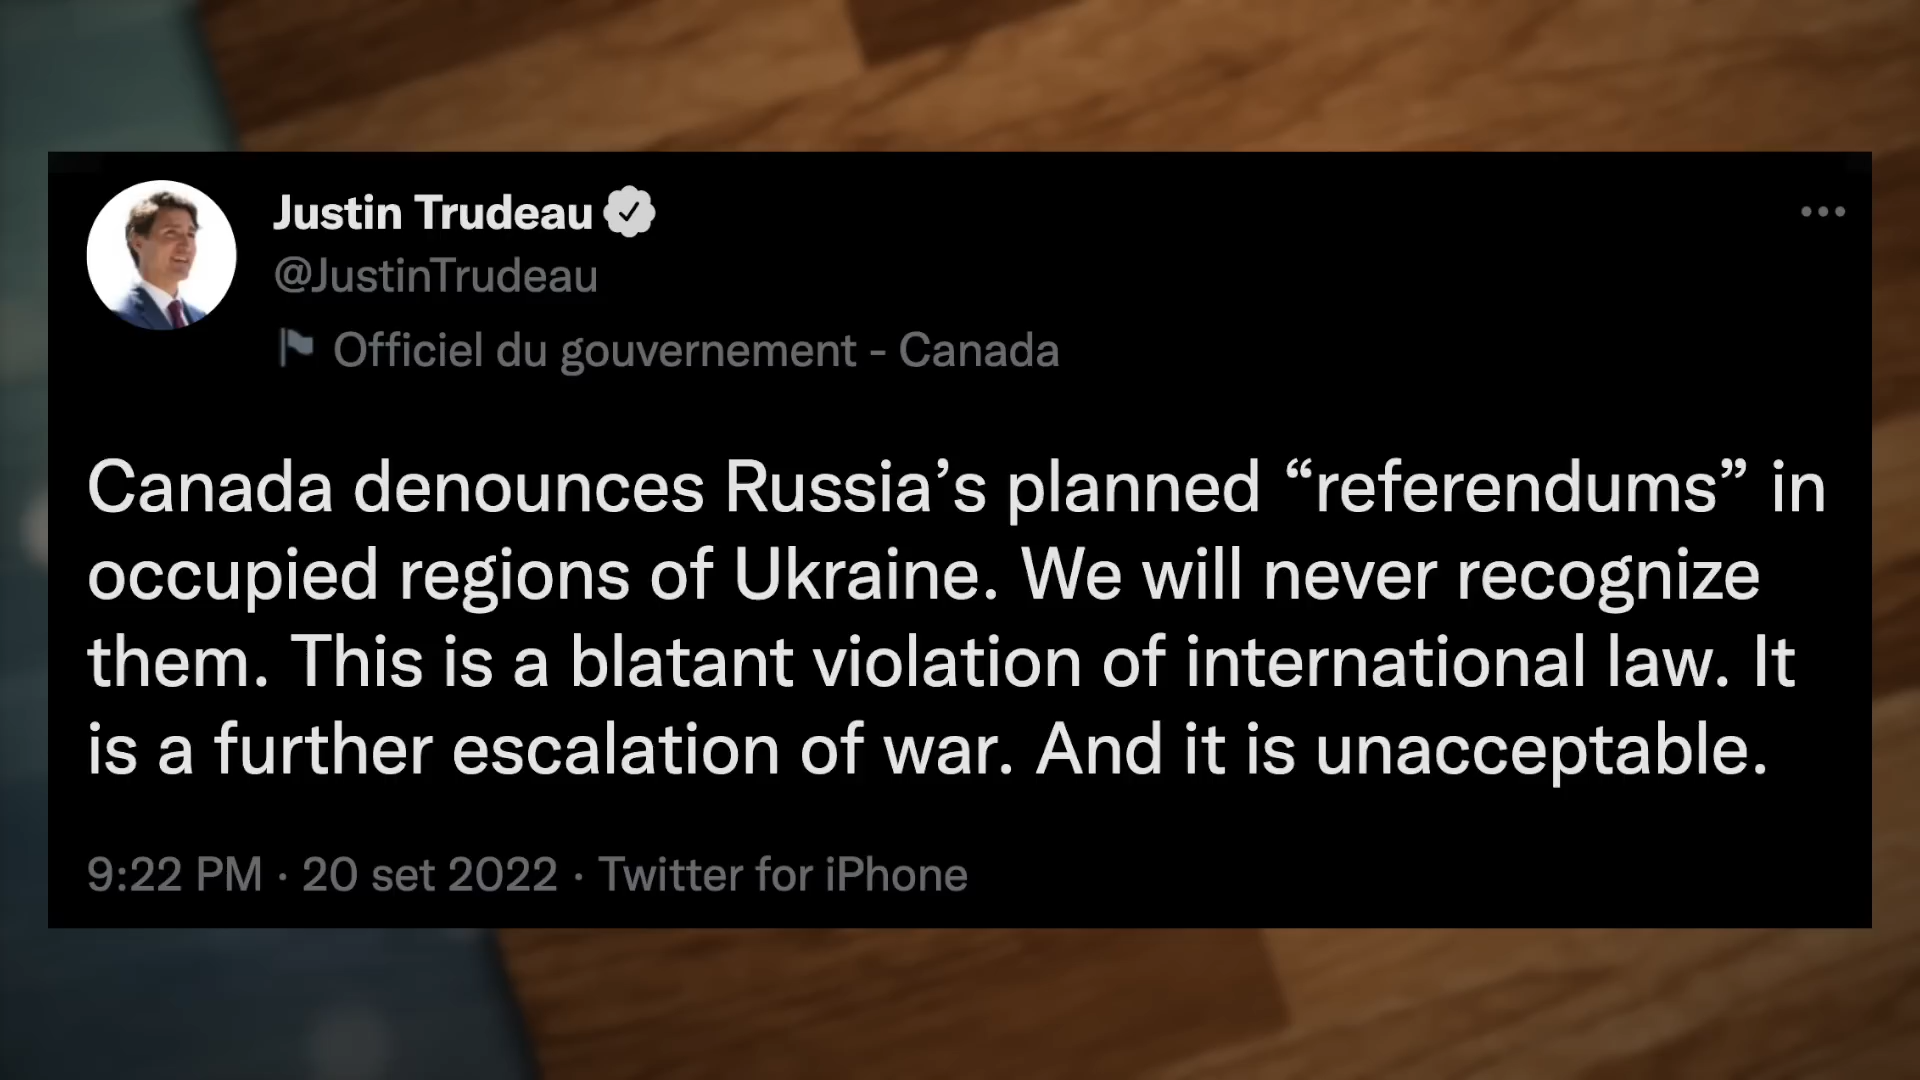 Justin Trudeau
@JustinTrudeau
Officiel du gouvernement - Canada
Canada denounces Russia’s planned “referendums” in
occupied regions of Ukraine. We will never recognize
them. This is a blatant violation of international law. It
is a further escalation of war. And it is unacceptable.
9:22 PM · 20 set 2022 · Twitter for iPhone